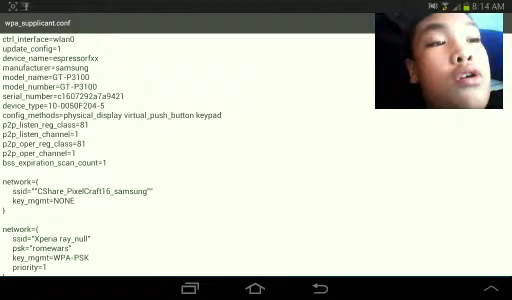 8:14 AM
wpa_supplicant.conf
ctrl_interface=wlan0
update_config=1
device_name=espressorfxx
manufacturer=samsung
model_name=GT-P3100
model_number=GT-P3100
serial_number=c1607292a7a9421
device_type=10-0050F204-5
config_methods=physical_display virtual_push_button keypad
p2p_listen_reg_class=81
p2p_listen_channel=1
p2p_oper_reg_class=81
p2p_oper_channel=1
bss_expiration_scan_count=1
network={
ssid=""CShare_PixelCraft16_samsung""
key_mgmt=NONE
}
network={
ssid="Xperia ray_null"
psk="romewars"
key_mgmt=WPA-PSK
priority=1